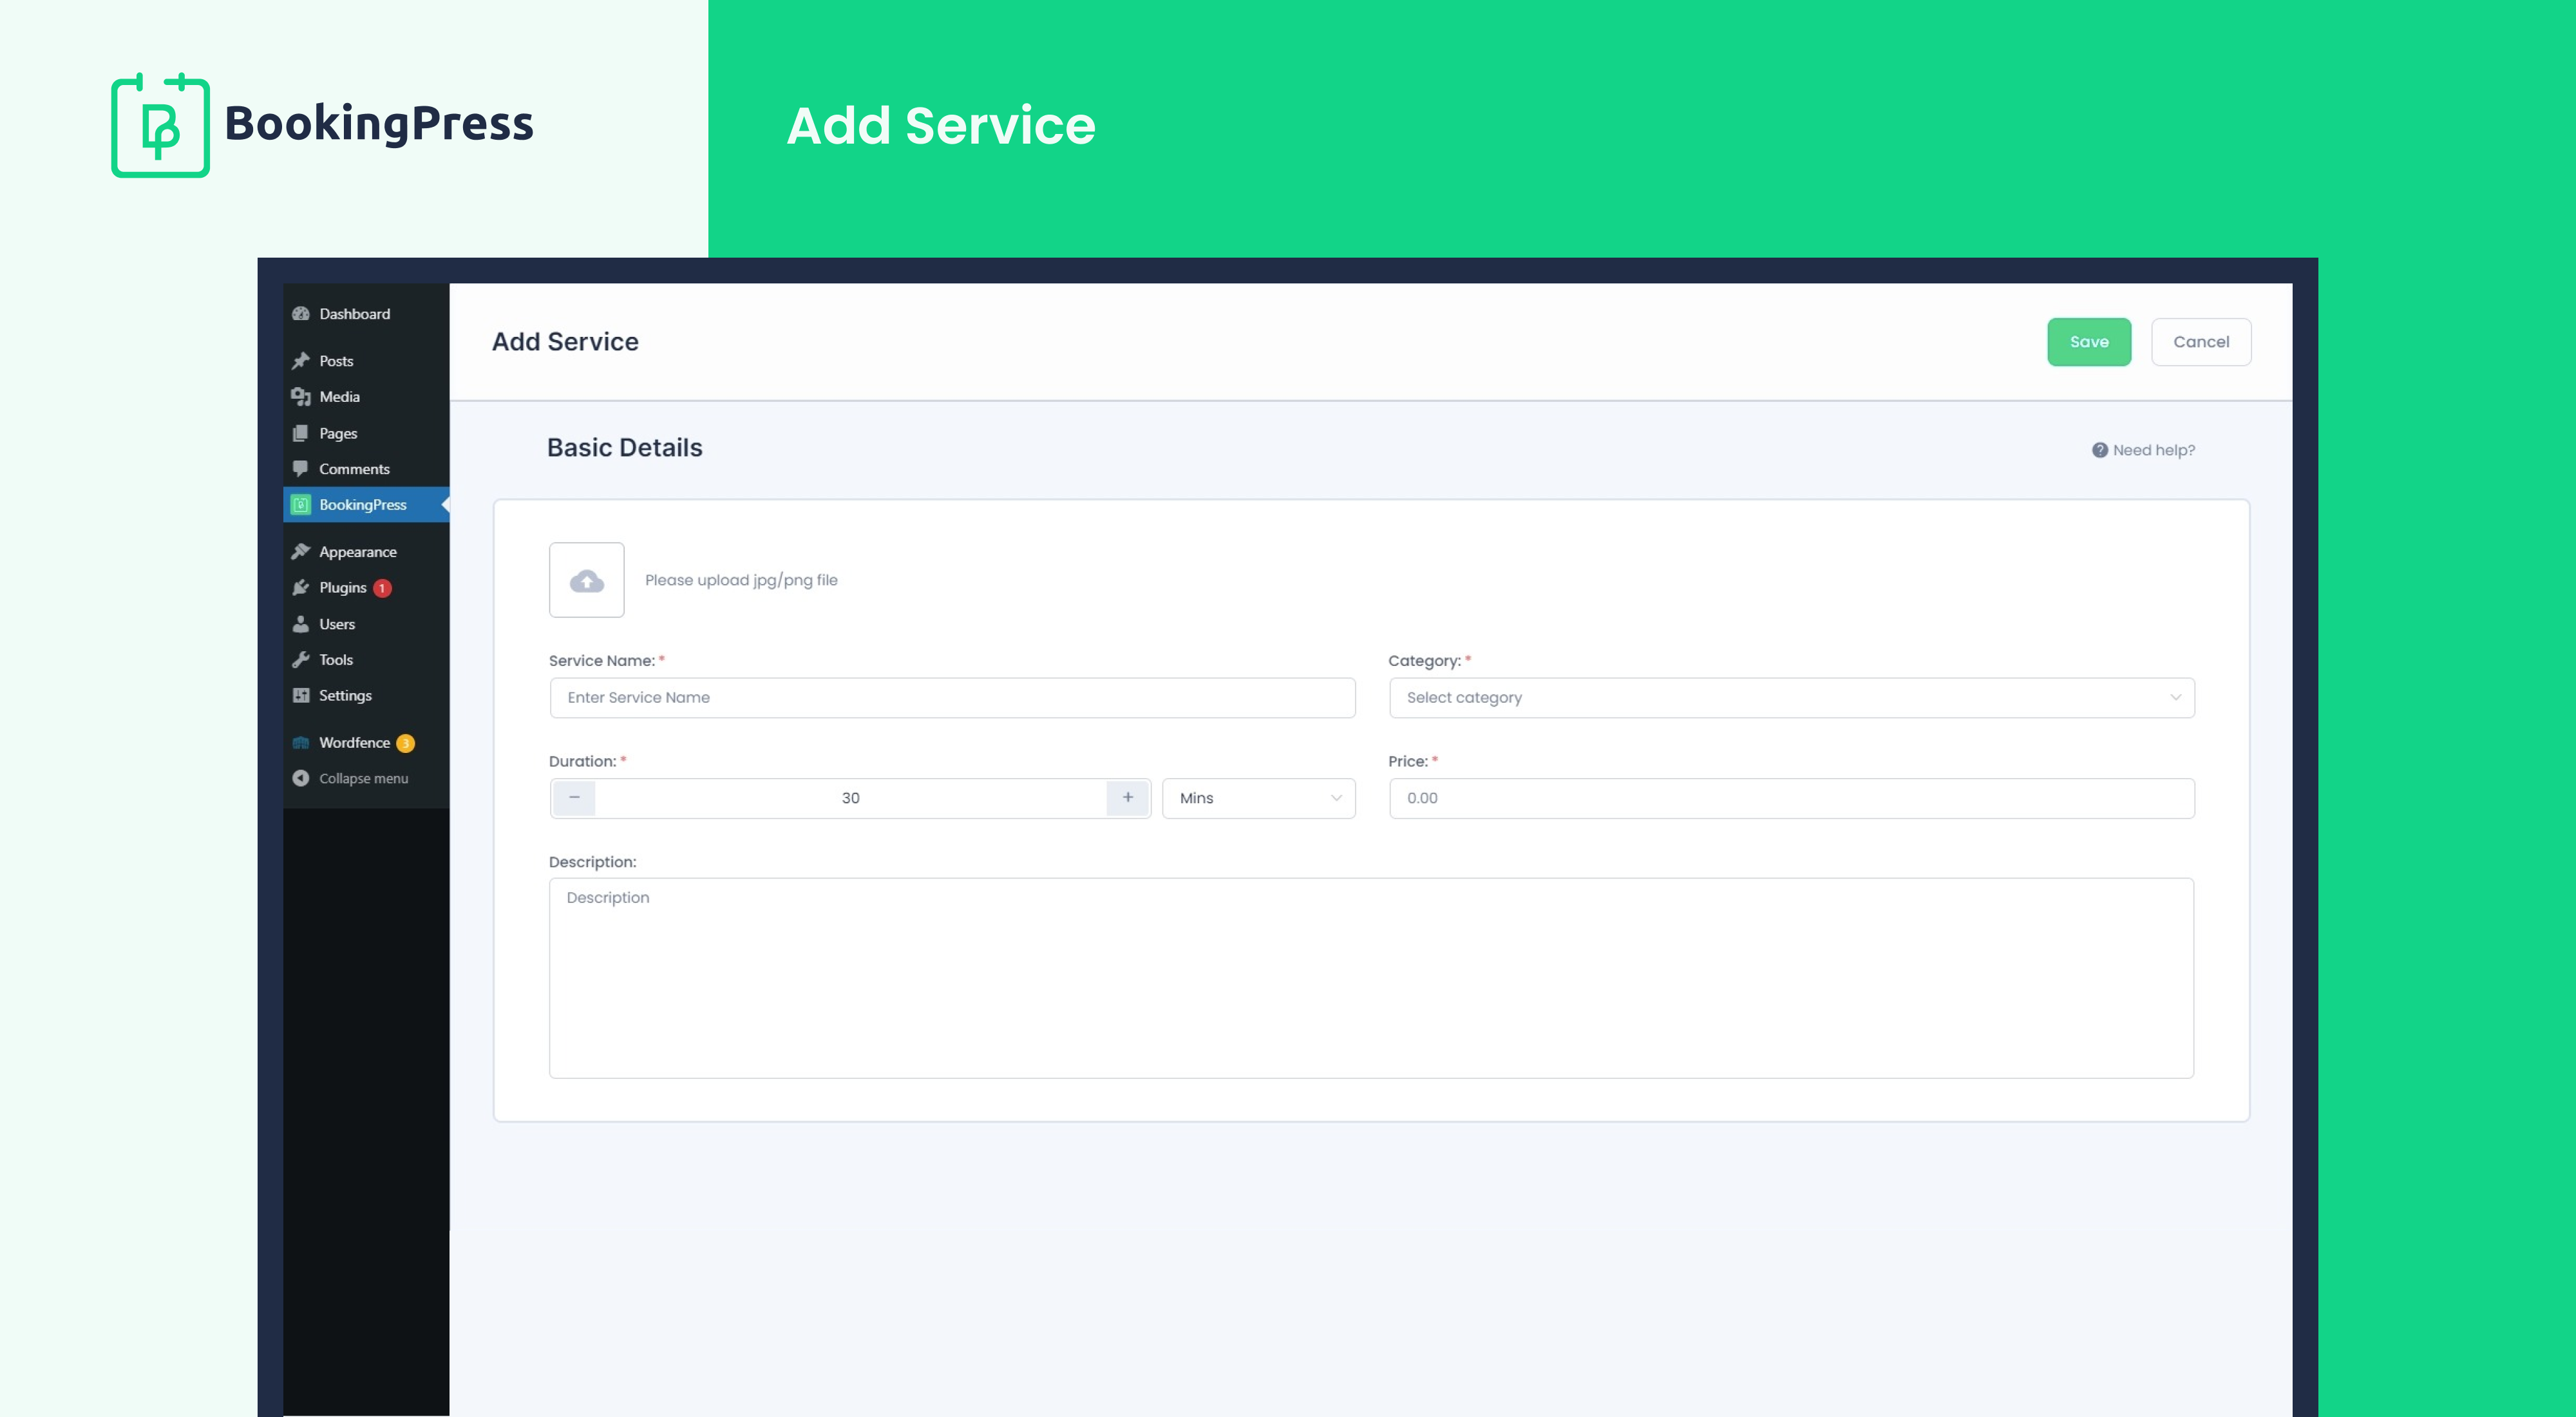 BookingPress
Add Service
Dashboard
Posts
Media
Pages
Comments
BookingPress
Appearance
Plugins 1
Users
Tools
Settings
Wordfence 3
Collapse menu
Add Service
Save
Cancel
Basic Details
? Need help?
Please upload jpg/png file
Service Name: *
Category: *
Enter Service Name
Select category
Duration: *
Price: *
− 30 + Mins
0.00
Description:
Description